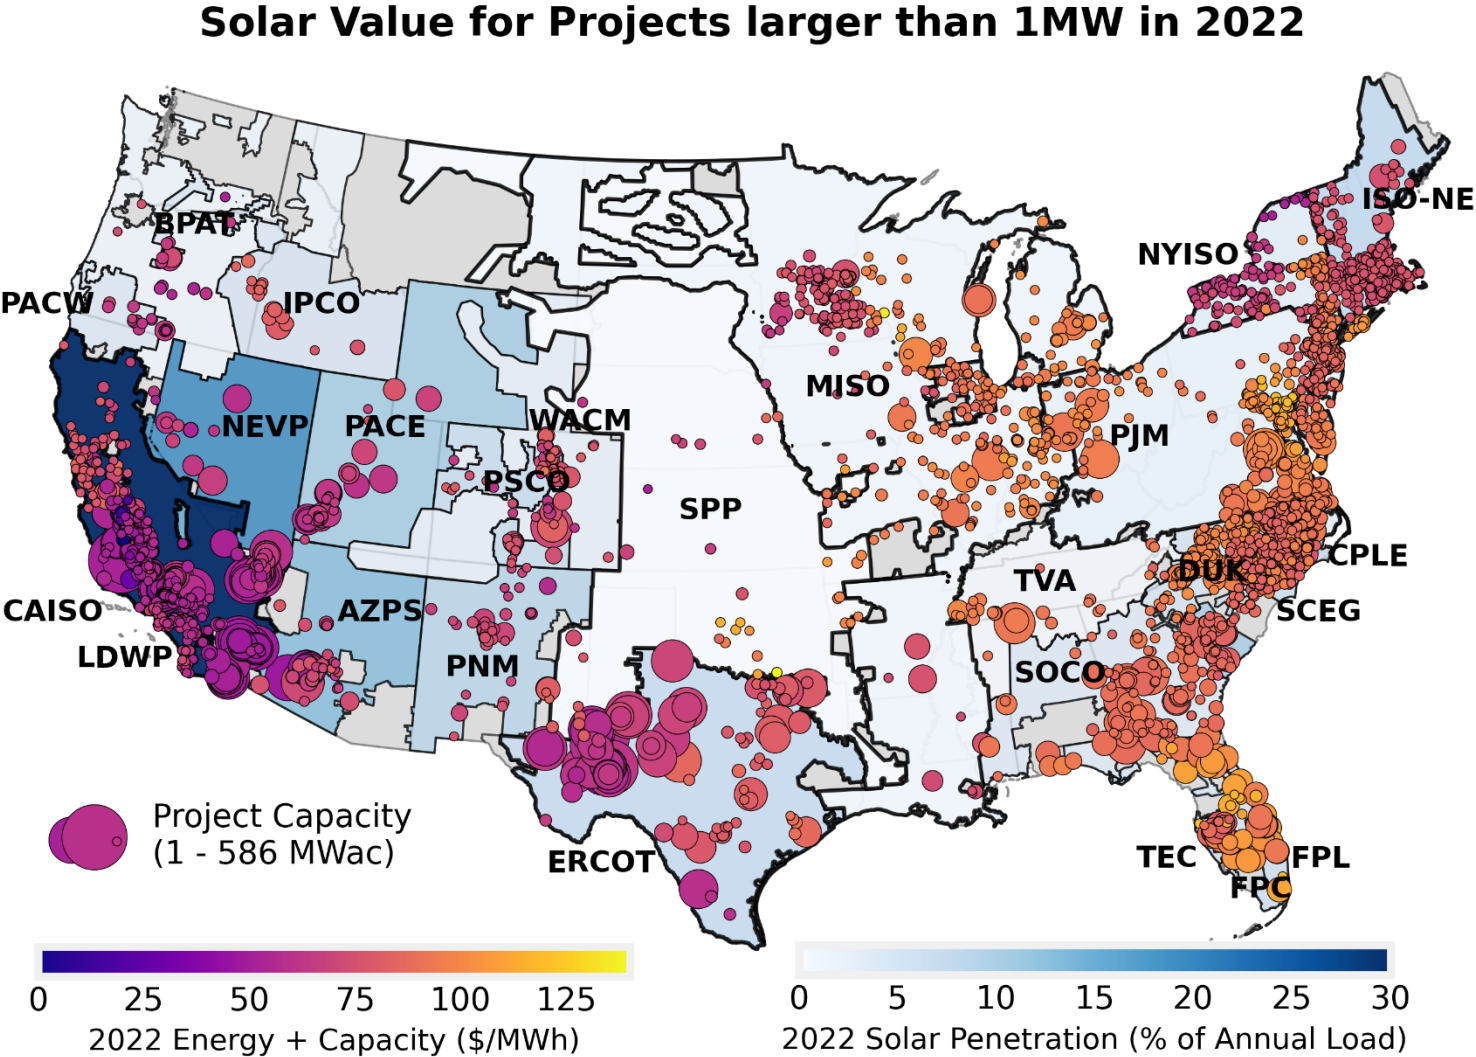 Solar Value for Projects larger than 1MW in 2022
ISO-NE
BPAT
NYISO
PACW
IPCO
MISO
NEVP
PACE
WACM
PJM
PSCO
SPP
CPLE
DUK
TVA
CAISO
AZPS
SCEG
LDWP
PNM
SOCO
Project Capacity
(1 - 586 MWac)
ERCOT
TEC
FPL
FPC
0 25 50 75 100 125
2022 Energy + Capacity ($/MWh)
0 5 10 15 20 25 30
2022 Solar Penetration (% of Annual Load)